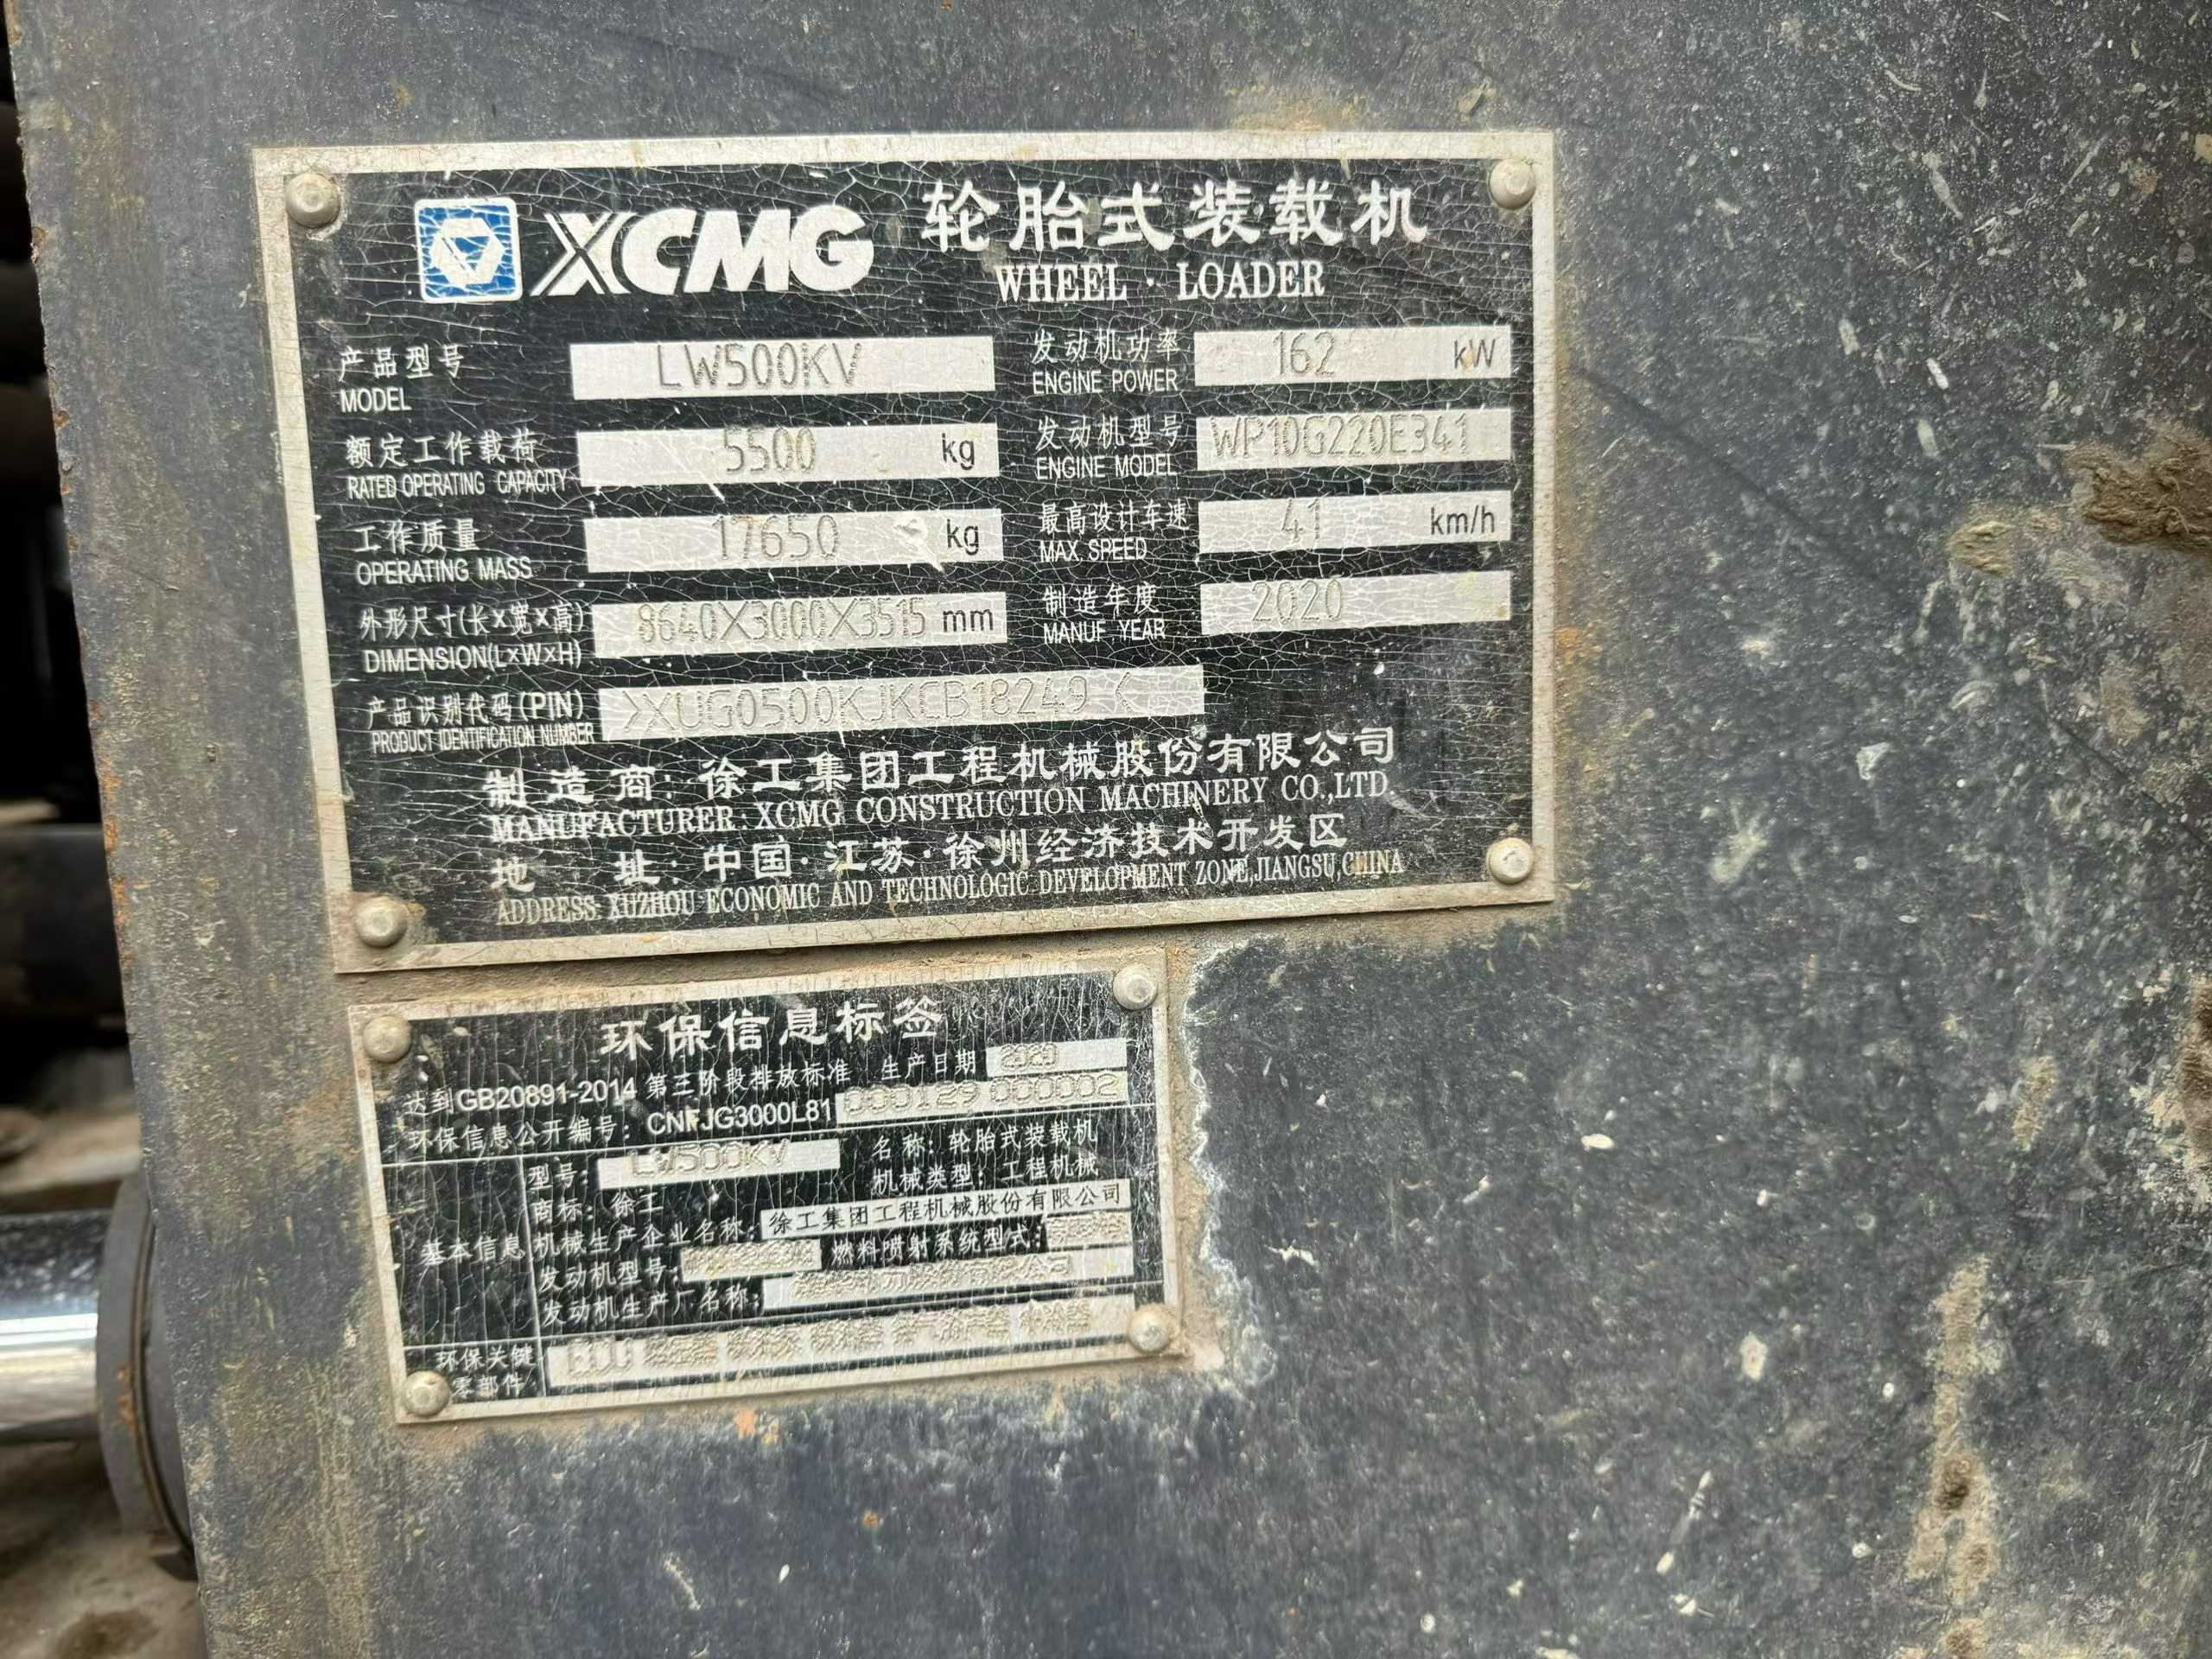 XCMG 轮胎式装载机
WHEEL · LOADER
产品型号 LW500KV 发动机功率 162 kW
MODEL ENGINE POWER
额定工作载荷 5500 kg 发动机型号 WP10G220E341
RATED OPERATING CAPACITY ENGINE MODEL
工作质量 17650 kg 最高设计车速 41 km/h
OPERATING MASS MAX. SPEED
外形尺寸(长×宽×高) 8640X3000X3515 mm 制造年度 2020
DIMENSION(L×W×H) MANUF YEAR
产品识别代码(PIN) >XUG0500KJKCB18249<
PRODUCT IDENTIFICATION NUMBER
制造商:徐工集团工程机械股份有限公司
MANUFACTURER:XCMG CONSTRUCTION MACHINERY CO.,LTD.
地址:中国·江苏·徐州经济技术开发区
ADDRESS:XUZHOU ECONOMIC AND TECHNOLOGIC DEVELOPMENT ZONE,JIANGSU,CHINA
环保信息标签
达到GB20891-2014 第三阶段排放标准 生产日期 2020
环保信息公开编号: CNFJG3000L81 000129 000002
型号: LW500KV 名称:轮胎式装载机
商标:徐工 机械类型:工程机械
基本信息 机械生产企业名称:徐工集团工程机械股份有限公司
发动机型号: 燃料喷射系统型式:
发动机生产厂名称:
环保关键
零部件